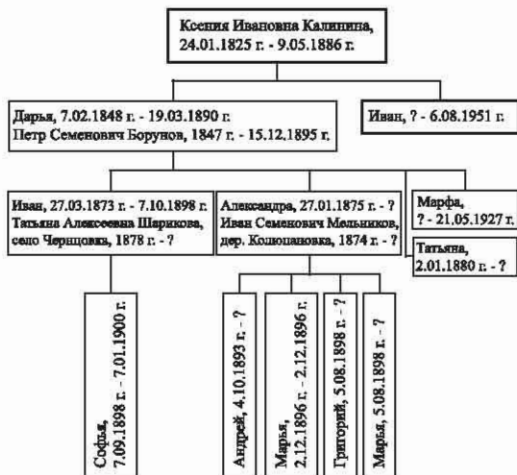 Ксения Ивановна Калинина,
24.01.1825 г. - 9.05.1886 г.
Дарья, 7.02.1848 г. - 19.03.1890 г.
Петр Семенович Борунов, 1847 г. - 15.12.1895 г.
Иван, ? - 6.08.1951 г.
Иван, 27.03.1873 г. - 7.10.1898 г.
Татьяна Алексеевна Шарикова,
село Черніцовка, 1878 г. - ?
Александра, 27.01.1875 г. - ?
Иван Семенович Мельников,
дер. Колюпановка, 1874 г. - ?
Марфа,
? - 21.05.1927 г.
Татьяна,
2.01.1880 г. - ?
Софья,
7.09.1898 г. - 7.01.1900 г.
Андрей, 4.10.1893 г. - ?
Марья,
2.12.1896 г. - 2.12.1896 г.
Григорий, 5.08.1898 г. - ?
Марья, 5.08.1898 г. - ?